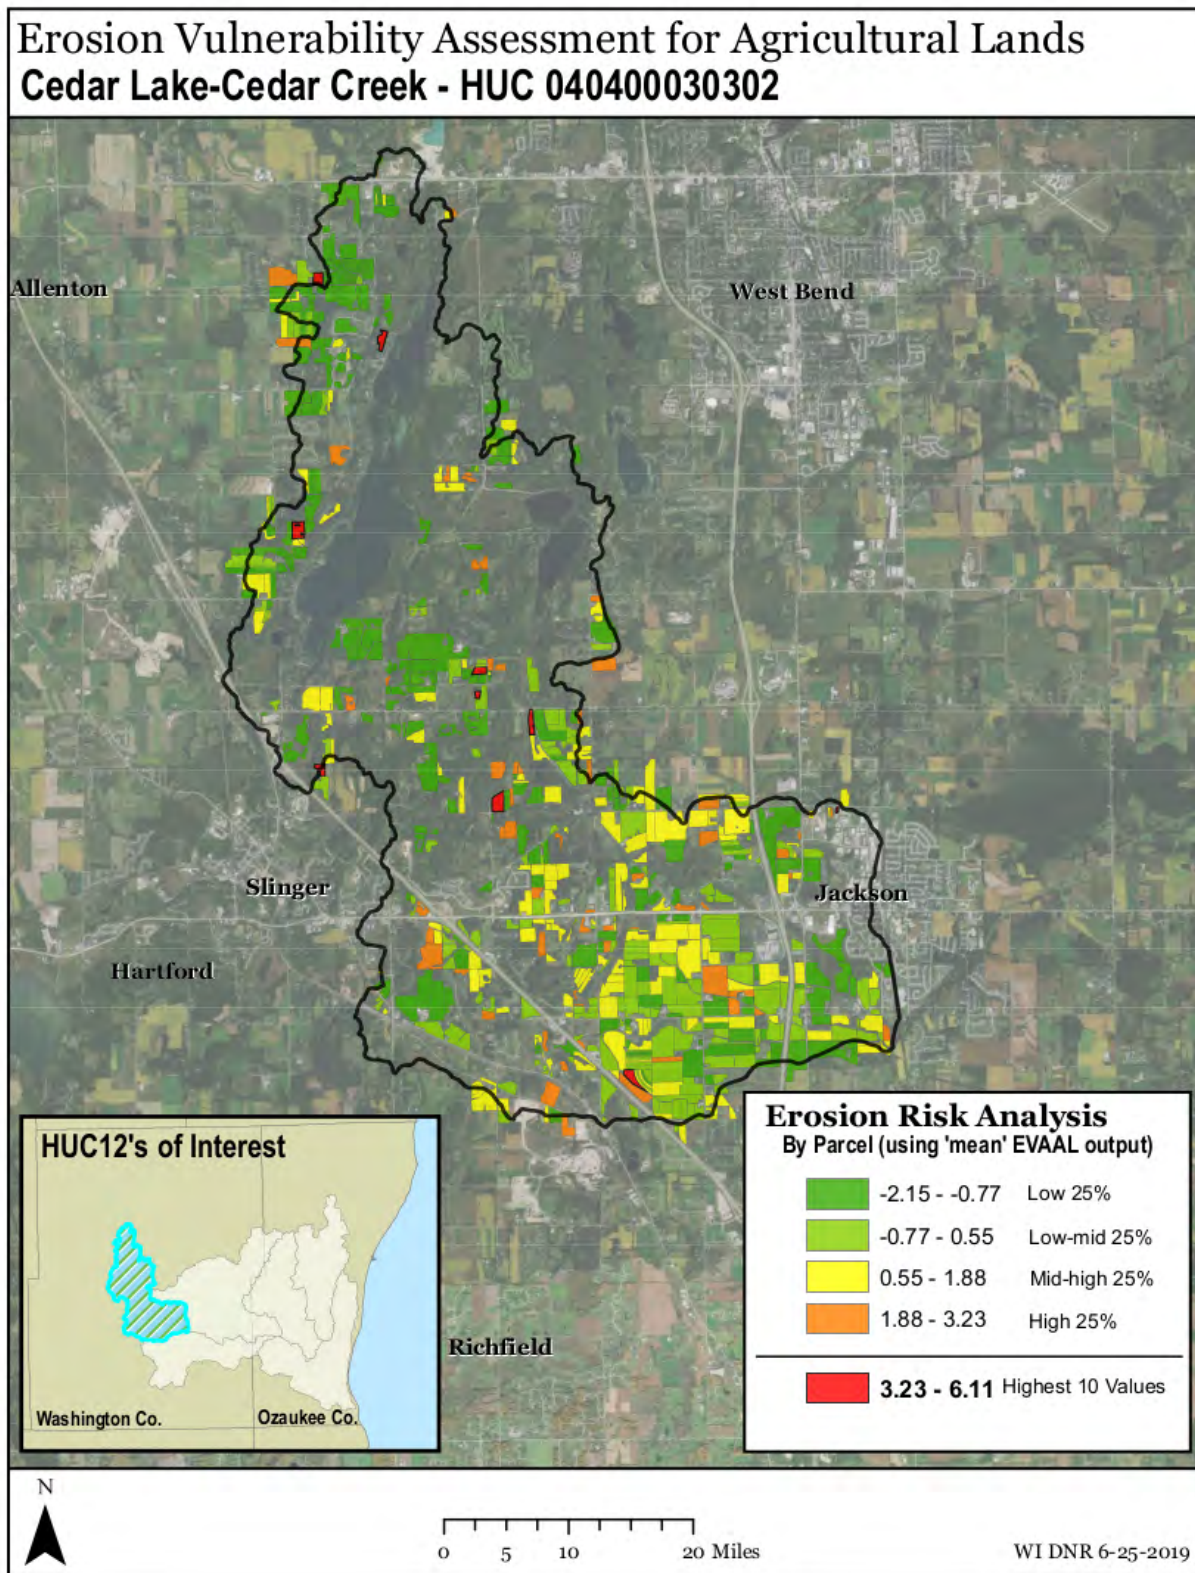 Erosion Vulnerability Assessment for Agricultural Lands
Cedar Lake-Cedar Creek - HUC 040400030302
Allenton
West Bend
Slinger
Jackson
Hartford
Richfield
HUC12's of Interest
Washington Co.
Ozaukee Co.
Erosion Risk Analysis
By Parcel (using 'mean' EVAAL output)
-2.15 - -0.77 Low 25%
-0.77 - 0.55 Low-mid 25%
0.55 - 1.88 Mid-high 25%
1.88 - 3.23 High 25%
3.23 - 6.11 Highest 10 Values
N
0 5 10 20 Miles
WI DNR 6-25-2019